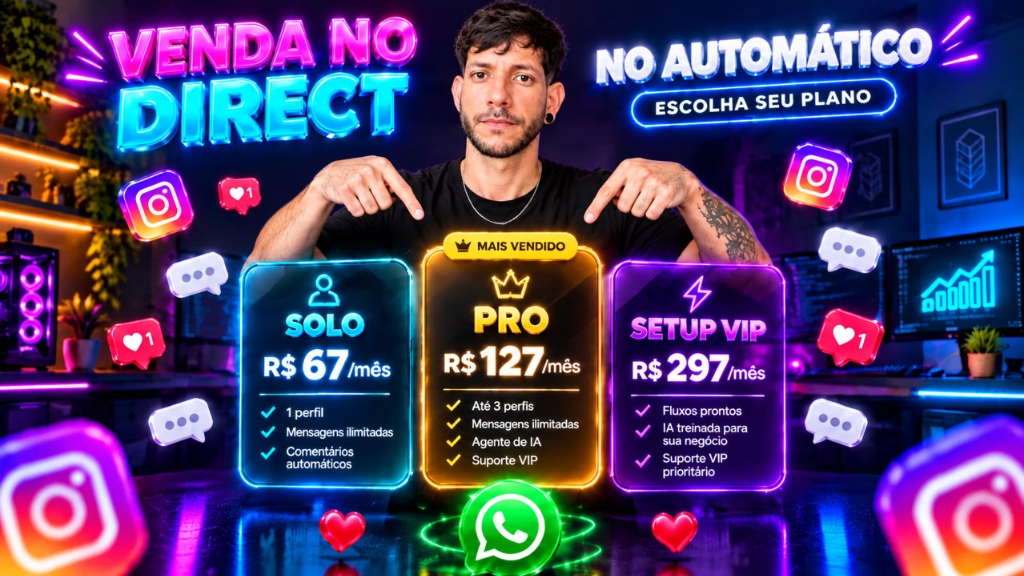 VENDA NO
DIRECT
NO AUTOMÁTICO
ESCOLHA SEU PLANO
SOLO
R$ 67/mês
1 perfil
Mensagens ilimitadas
Comentários
automáticos
MAIS VENDIDO
PRO
R$ 127/mês
Até 3 perfis
Mensagens ilimitadas
Agente de IA
Suporte VIP
SETUP VIP
R$ 297/mês
Fluxos prontos
IA treinada para
sua negócio
Suporte VIP
prioritário
1
1
1